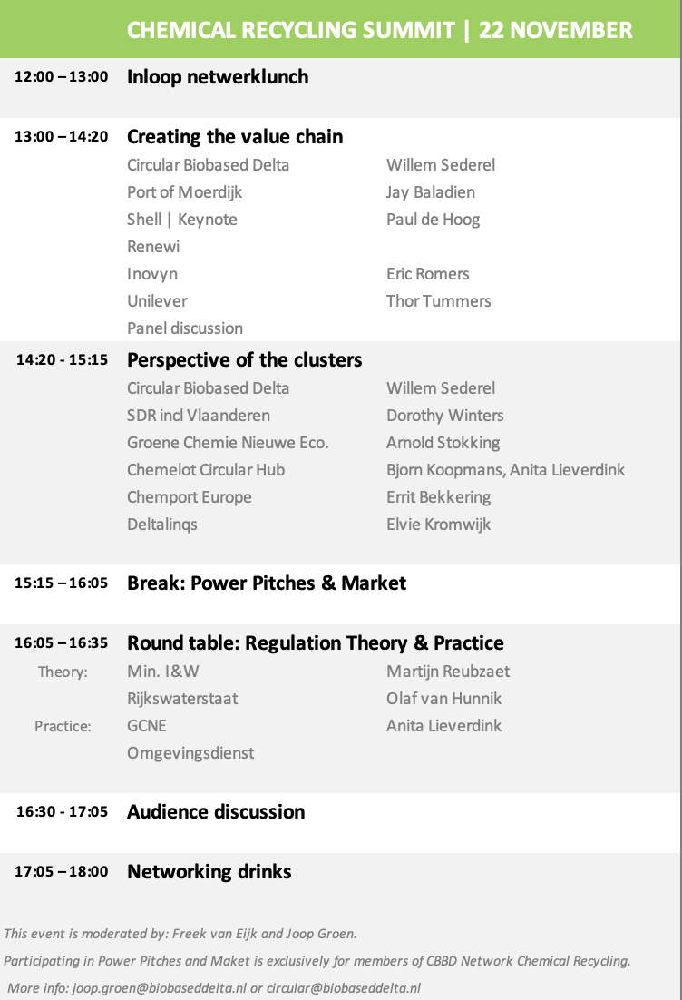 CHEMICAL RECYCLING SUMMIT | 22 NOVEMBER
12:00 – 13:00 Inloop netwerklunch
13:00 – 14:20 Creating the value chain
Circular Biobased Delta Willem Sederel
Port of Moerdijk Jay Baladien
Shell | Keynote Paul de Hoog
Renewi
Inovyn Eric Romers
Unilever Thor Tummers
Panel discussion
14:20 - 15:15 Perspective of the clusters
Circular Biobased Delta Willem Sederel
SDR incl Vlaanderen Dorothy Winters
Groene Chemie Nieuwe Eco. Arnold Stokking
Chemelot Circular Hub Bjorn Koopmans, Anita Lieverdink
Chemport Europe Errit Bekkering
Deltalinqs Elvie Kromwijk
15:15 – 16:05 Break: Power Pitches & Market
16:05 – 16:35 Round table: Regulation Theory & Practice
Theory: Min. I&W Martijn Reubzaet
Rijkswaterstaat Olaf van Hunnik
Practice: GCNE Anita Lieverdink
Omgevingsdienst
16:30 - 17:05 Audience discussion
17:05 – 18:00 Networking drinks
This event is moderated by: Freek van Eijk and Joop Groen.
Participating in Power Pitches and Maket is exclusively for members of CBBD Network Chemical Recycling.
More info: joop.groen@biobaseddelta.nl or circular@biobaseddelta.nl